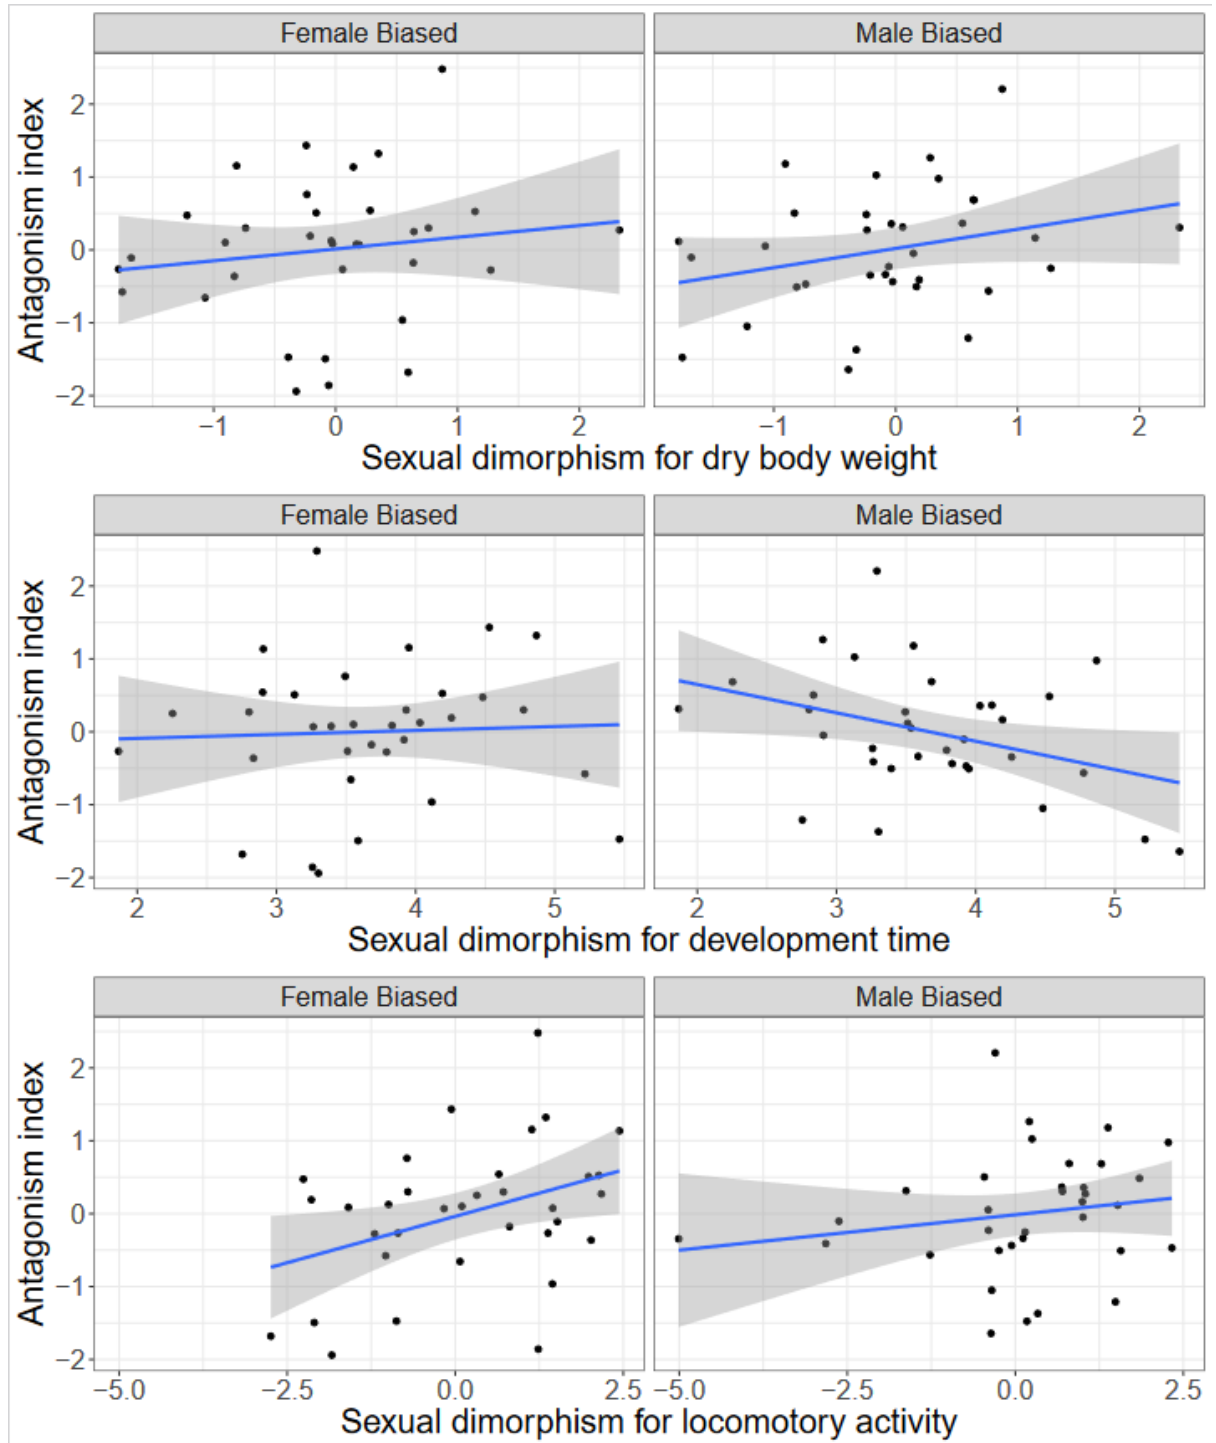 Female Biased Male Biased
Antagonism index
2
1
0
−1
−2
−1 0 1 2 −1 0 1 2
Sexual dimorphism for dry body weight
Female Biased Male Biased
Antagonism index
2
1
0
−1
−2
2 3 4 5 2 3 4 5
Sexual dimorphism for development time
Female Biased Male Biased
Antagonism index
2
1
0
−1
−2
−5.0 −2.5 0.0 2.5 −5.0 −2.5 0.0 2.5
Sexual dimorphism for locomotory activity